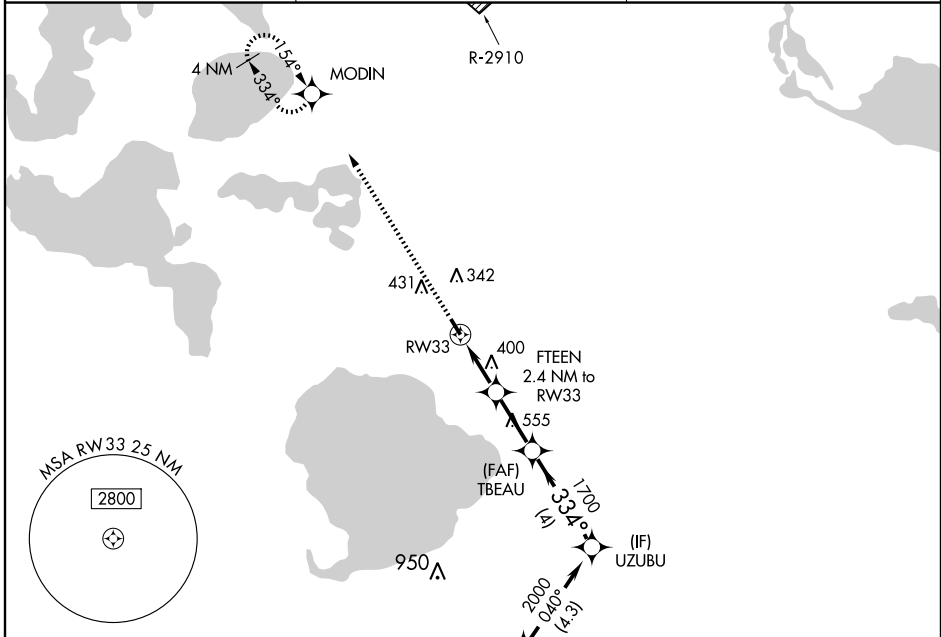 R-2910
154°
4 NM
334°
MODIN
431
342
RW33
400
FTEEN
2.4 NM to
RW33
555
(FAF)
TBEAU
1700
334°
(4)
(IF)
UZUBU
MSA RW33 25 NM
2800
950
2000
040°
(4.3)